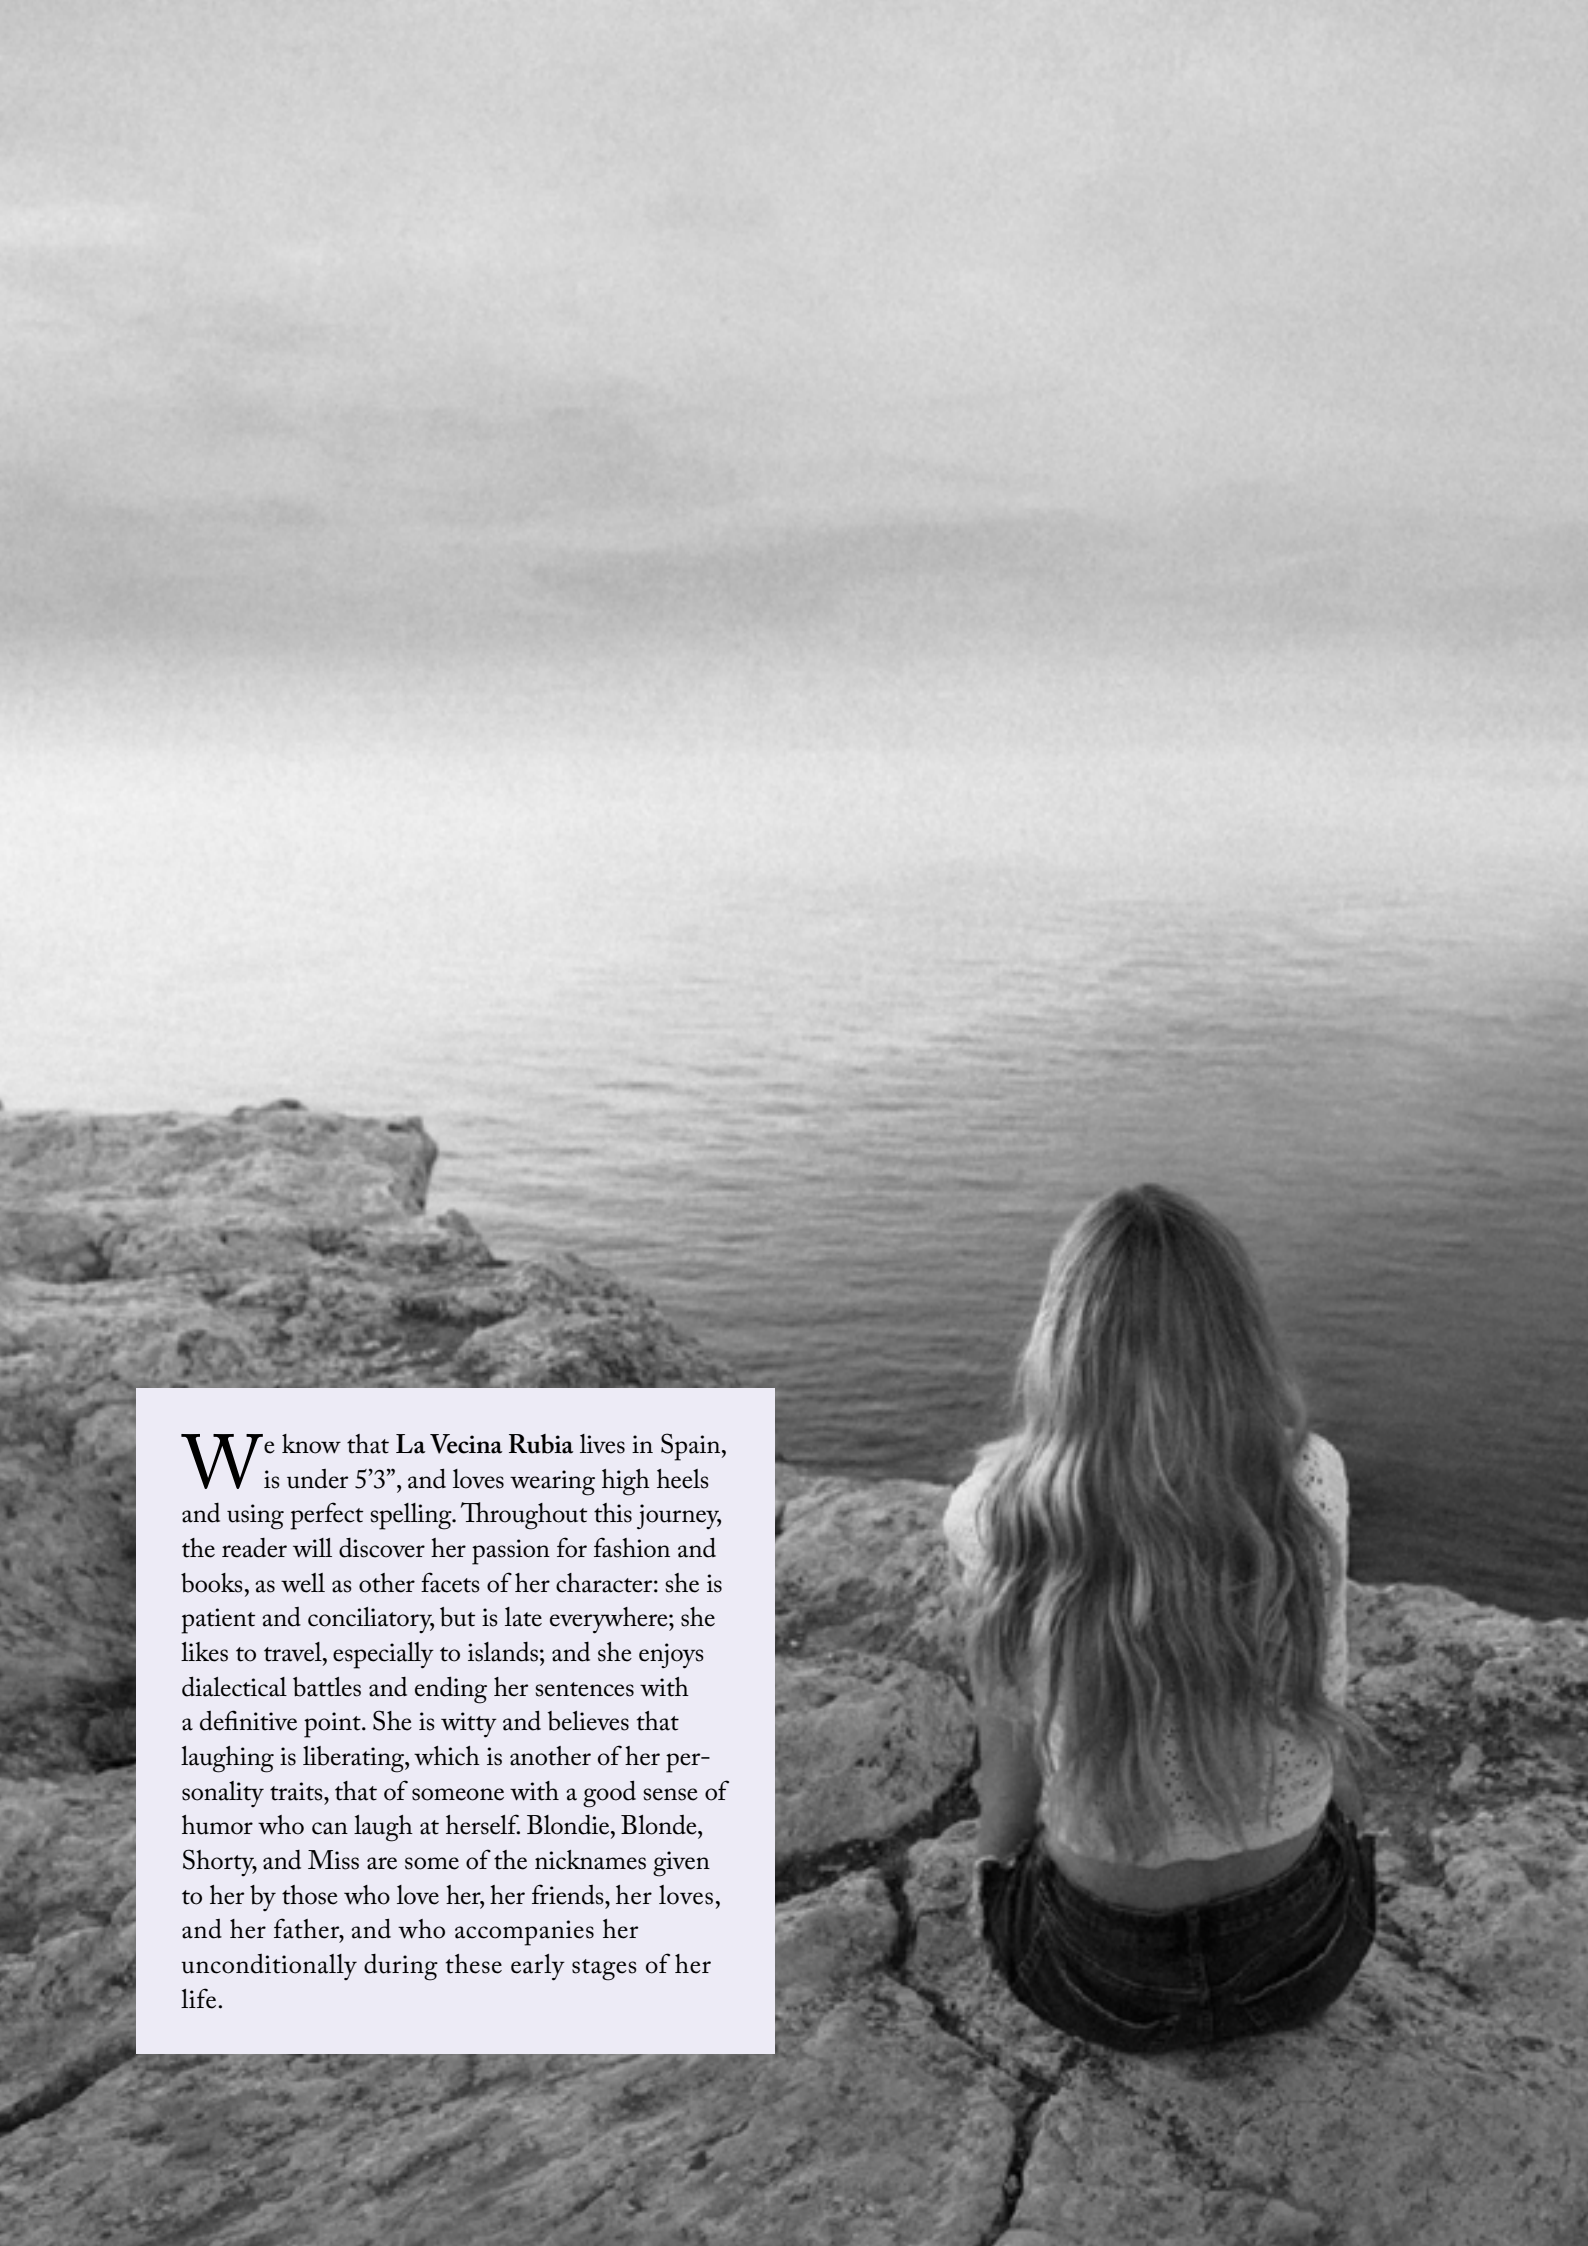 We know that La Vecina Rubia lives in Spain,
is under 5’3”, and loves wearing high heels
and using perfect spelling. Throughout this journey,
the reader will discover her passion for fashion and
books, as well as other facets of her character: she is
patient and conciliatory, but is late everywhere; she
likes to travel, especially to islands; and she enjoys
dialectical battles and ending her sentences with
a definitive point. She is witty and believes that
laughing is liberating, which is another of her per-
sonality traits, that of someone with a good sense of
humor who can laugh at herself. Blondie, Blonde,
Shorty, and Miss are some of the nicknames given
to her by those who love her, her friends, her loves,
and her father, and who accompanies her
unconditionally during these early stages of her
life.